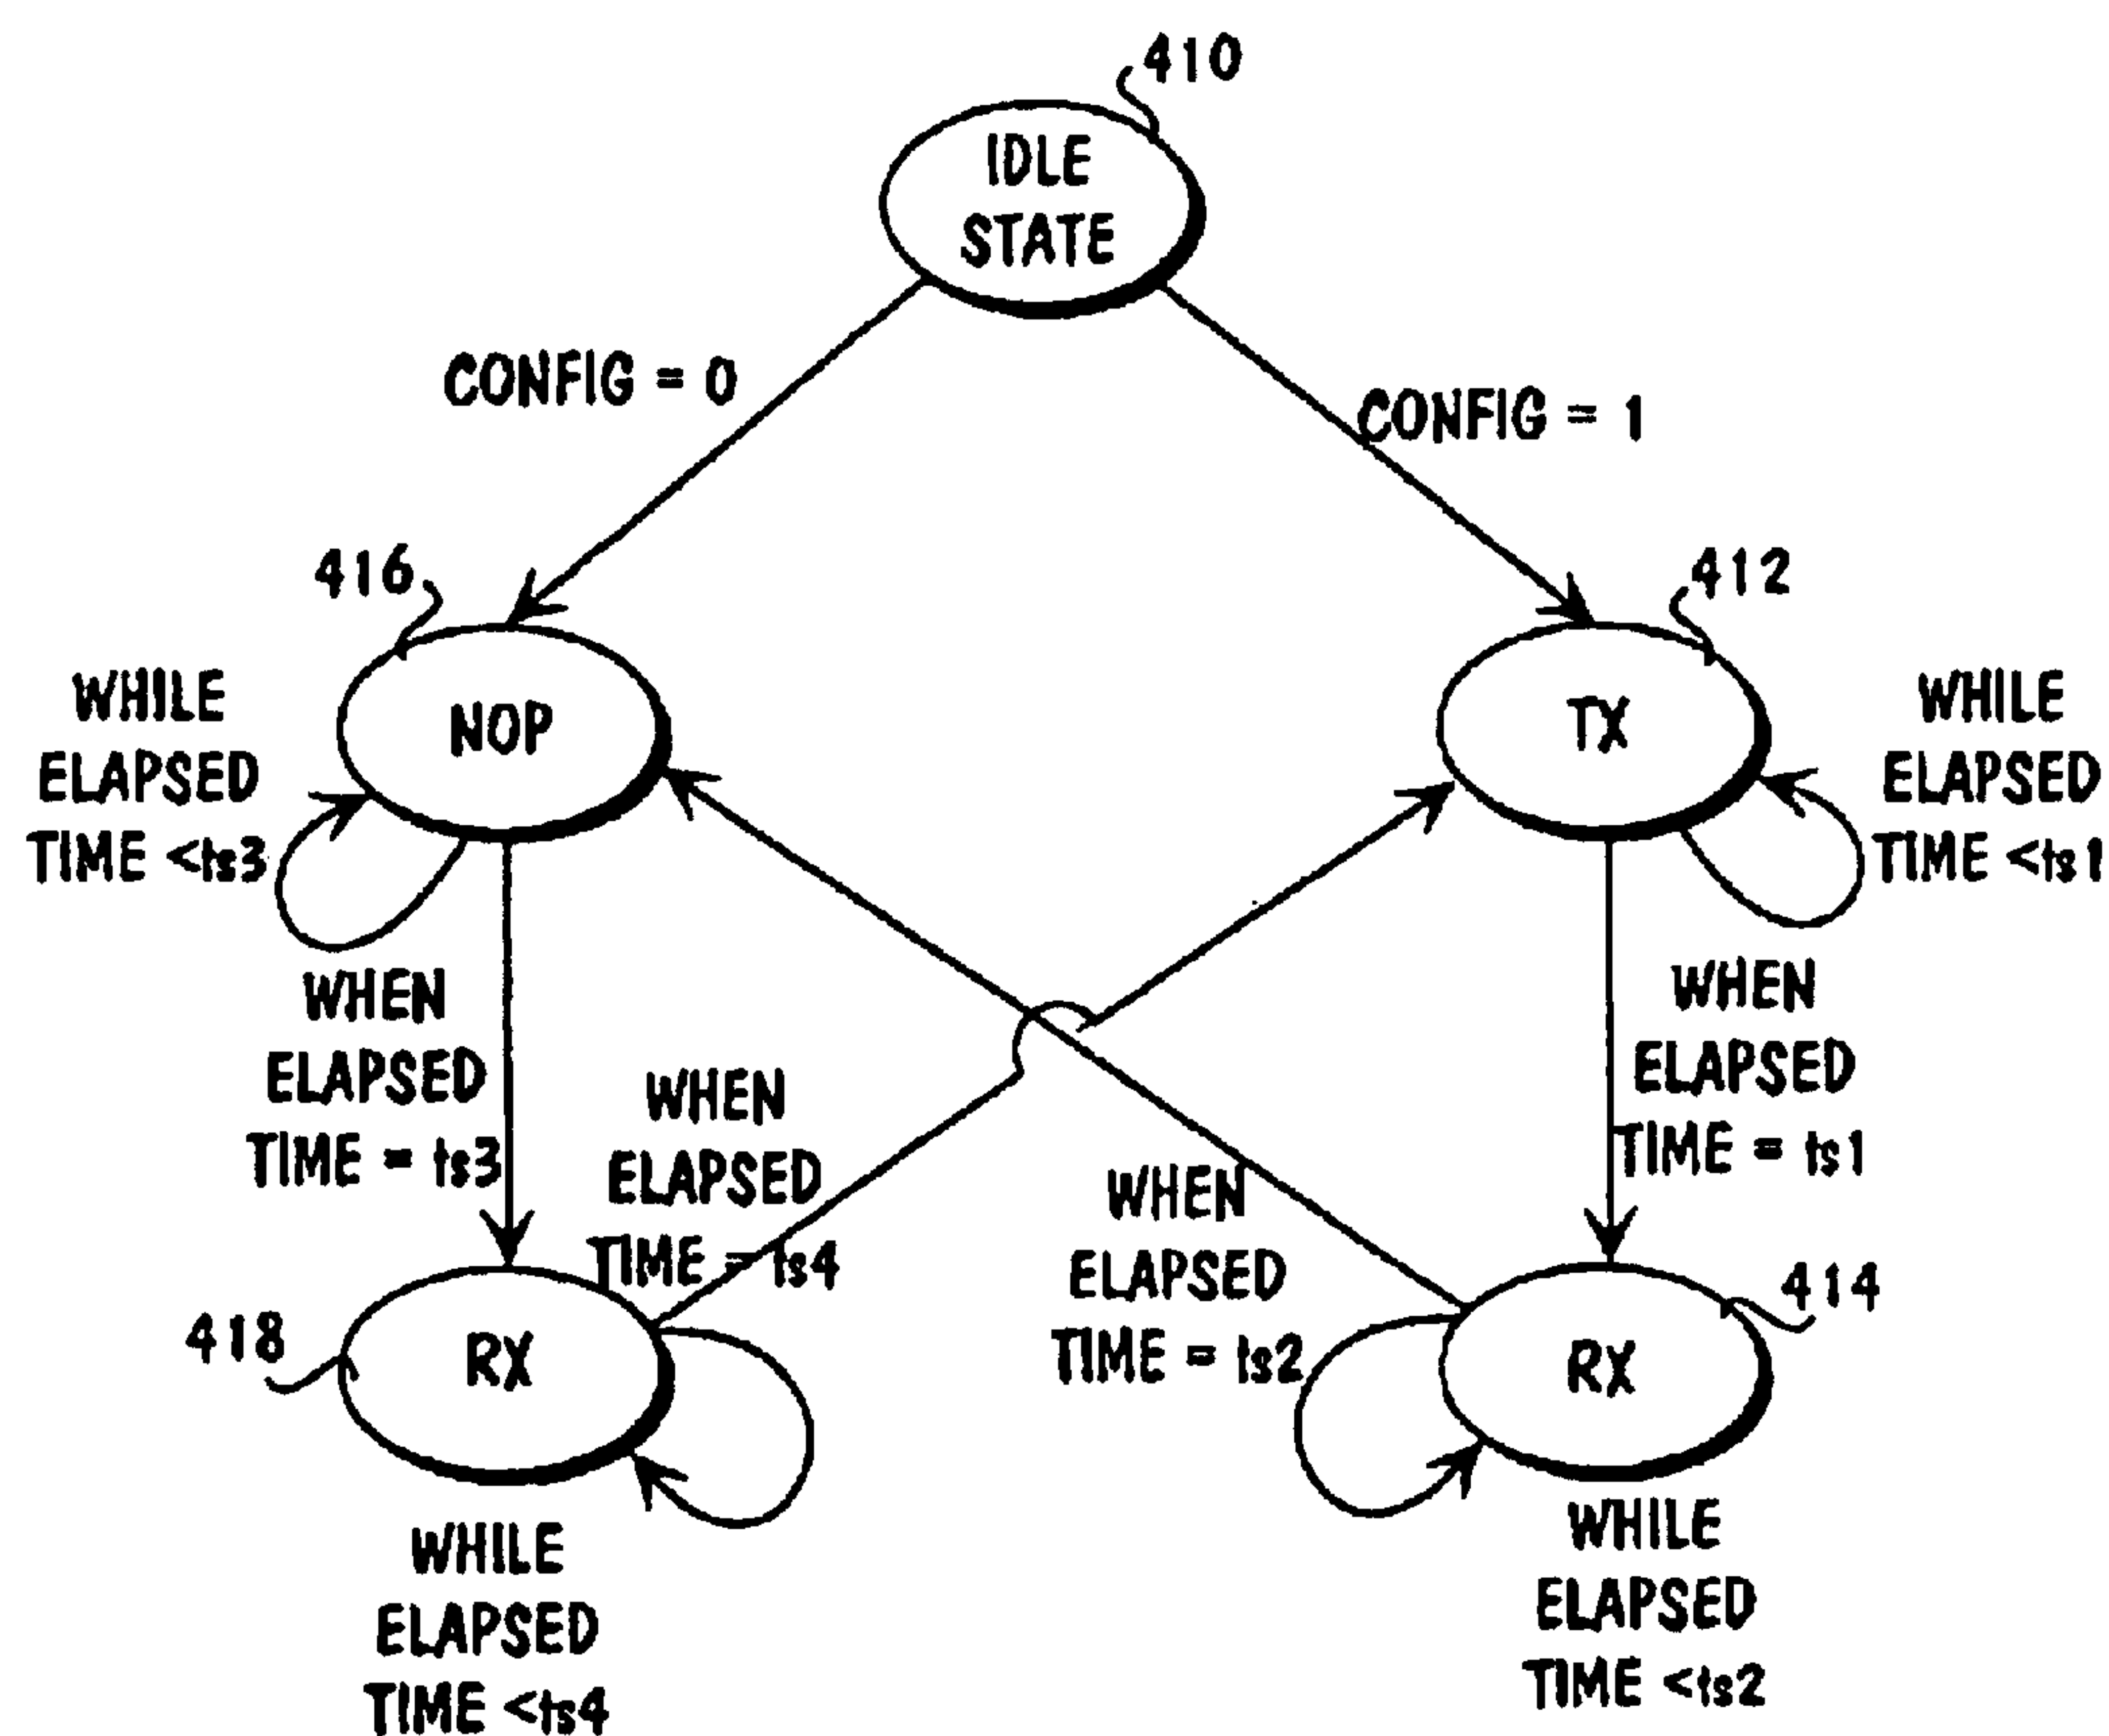 410
IDLE
STATE
CONFIG = 0
CONFIG = 1
416
412
NOP
TX
WHILE
ELAPSED
TIME <ts3
WHILE
ELAPSED
TIME <ts1
WHEN
ELAPSED
TIME = ts3
WHEN
ELAPSED
TIME = ts4
WHEN
ELAPSED
TIME = ts2
WHEN
ELAPSED
TIME = ts1
418
RX
RX
414
WHILE
ELAPSED
TIME <ts4
WHILE
ELAPSED
TIME <ts2